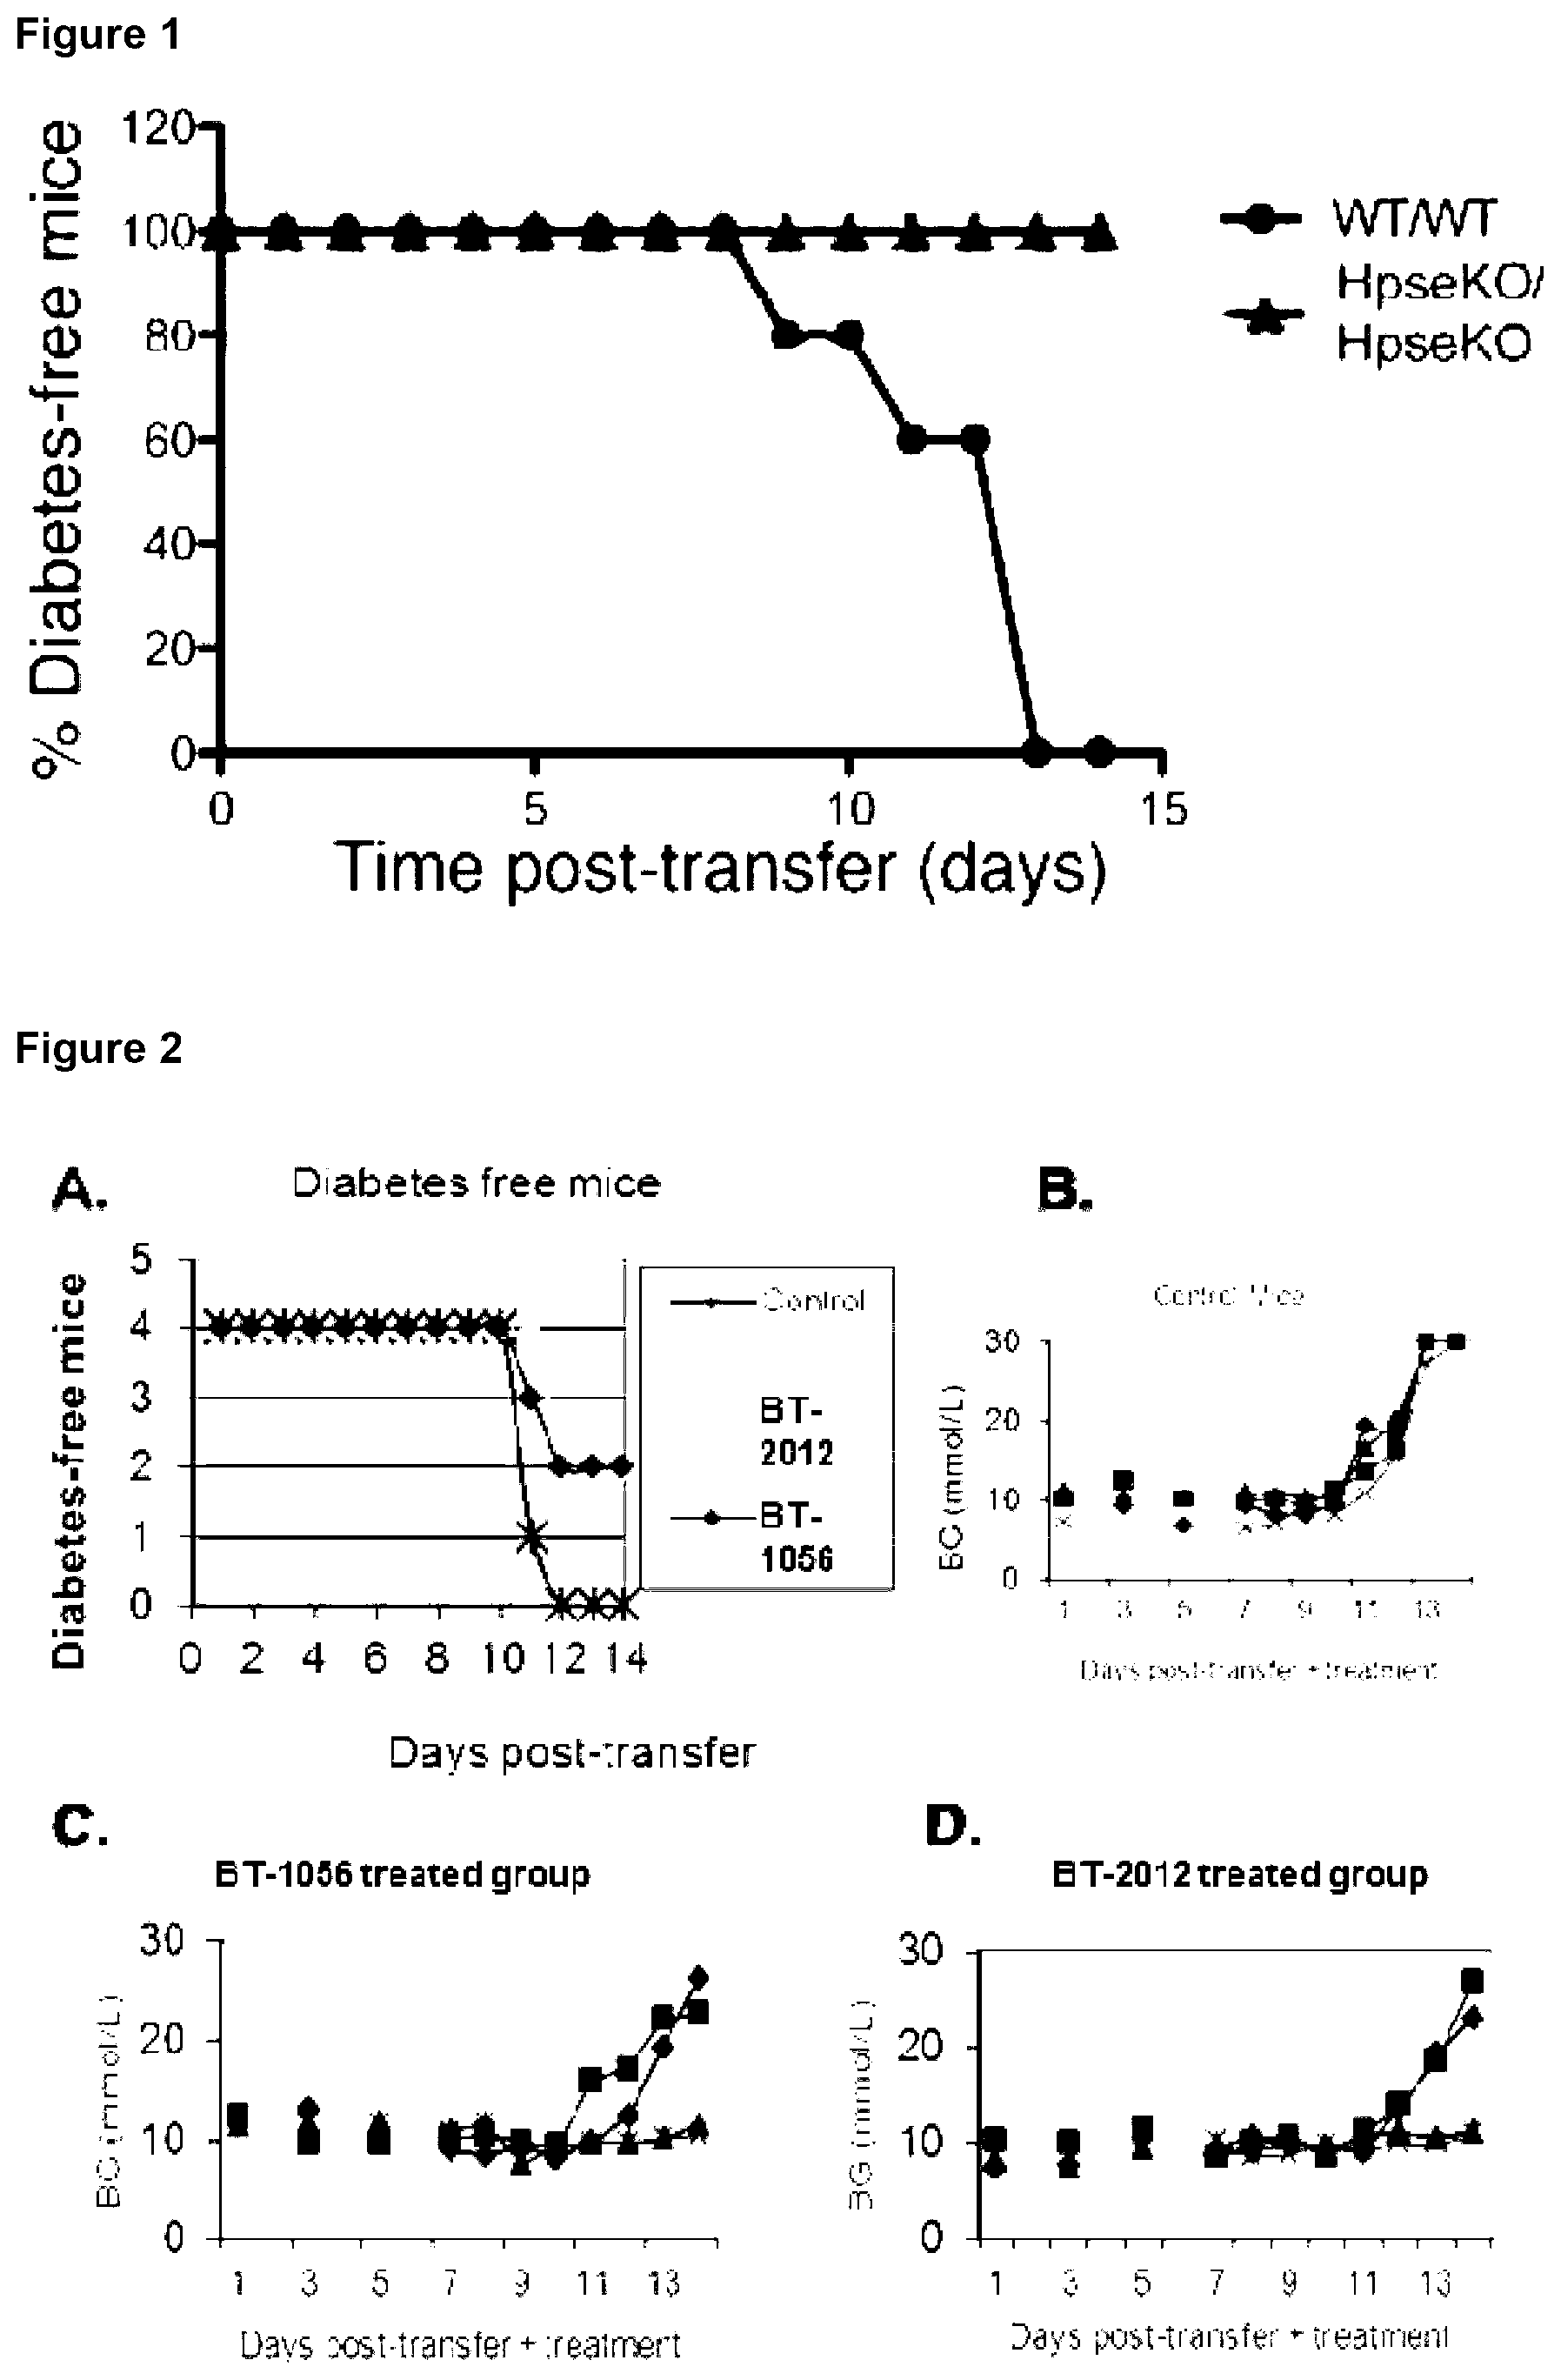 Figure 1
% Diabetes-free mice
120
100
80
60
40
20
0
0 5 10 15
Time post-transfer (days)
WT/WT
HpseKO/
HpseKO
Figure 2
A.
Diabetes free mice
Diabetes-free mice
5
4
3
2
1
0
0 2 4 6 8 10 12 14
Days post-transfer
Control
BT-
2012
BT-
1056
B.
Control Mice
BG (mmol/L)
30
20
10
0
1 3 5 7 9 11 13
Days post-transfer + treatment
C.
BT-1056 treated group
BG (mmol/L)
30
20
10
0
1 3 5 7 9 11 13
Days post-transfer + treatment
D.
BT-2012 treated group
BG (mmol/L)
30
20
10
0
1 3 5 7 9 11 13
Days post-transfer + treatment